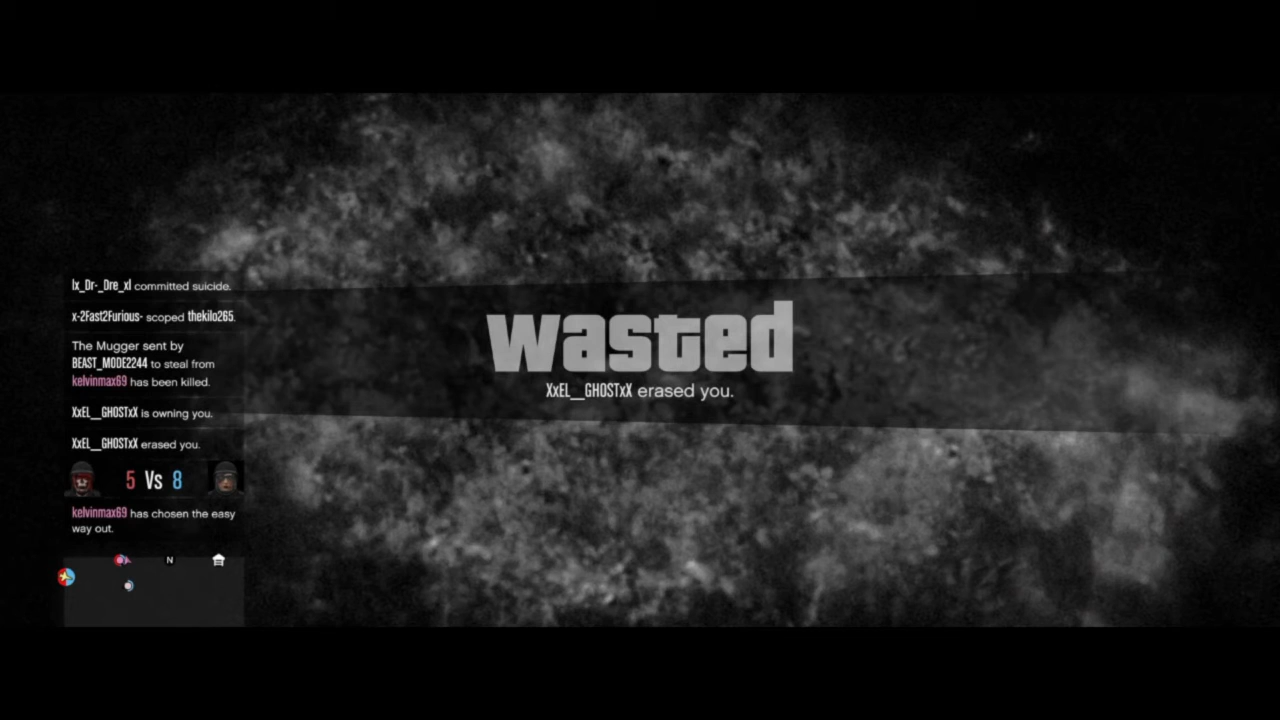 lx_Dr-_Dre_xl committed suicide.
x-2Fast2Furious- scoped thekilo265.
The Mugger sent by
BEAST_MODE2244 to steal from
kelvinmax69 has been killed.
XxEL__GHOSTxX is owning you.
XxEL__GHOSTxX erased you.
5 Vs 8
kelvinmax69 has chosen the easy
way out.
N
wasted
XxEL__GHOSTxX erased you.